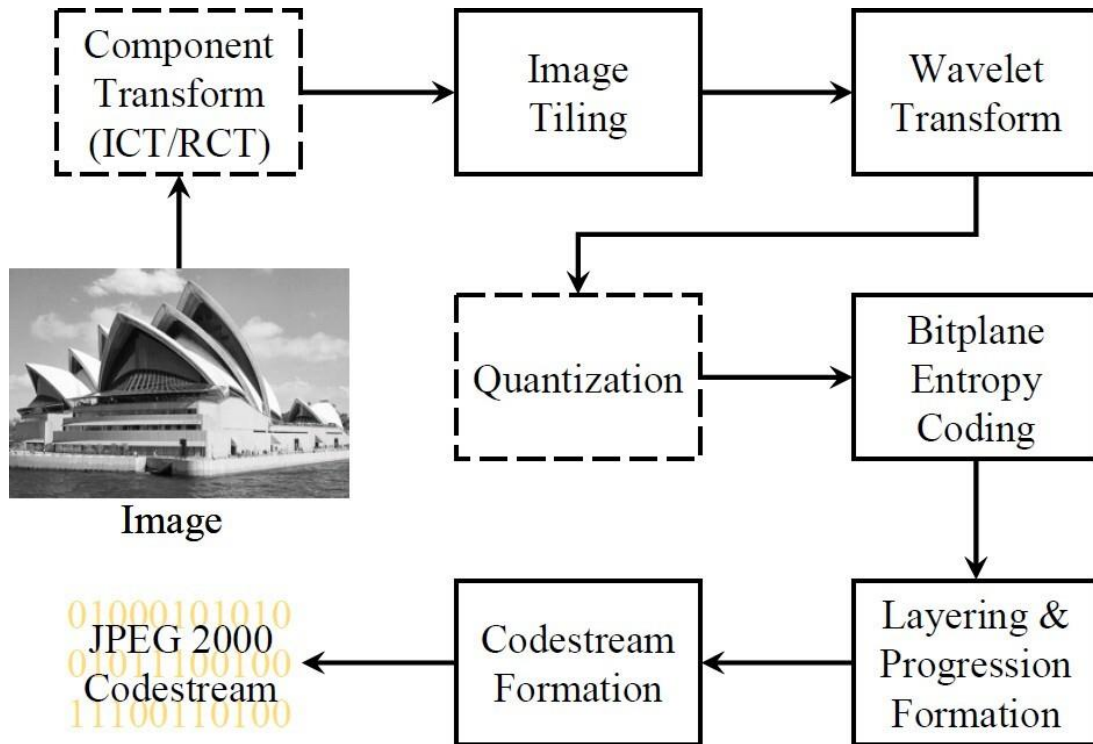 Component
Transform
(ICT/RCT)
Image
Tiling
Wavelet
Transform
Image
Quantization
Bitplane
Entropy
Coding
Layering &
Progression
Formation
Codestream
Formation
01000101010
JPEG 2000
01011100100
Codestream
11100110100